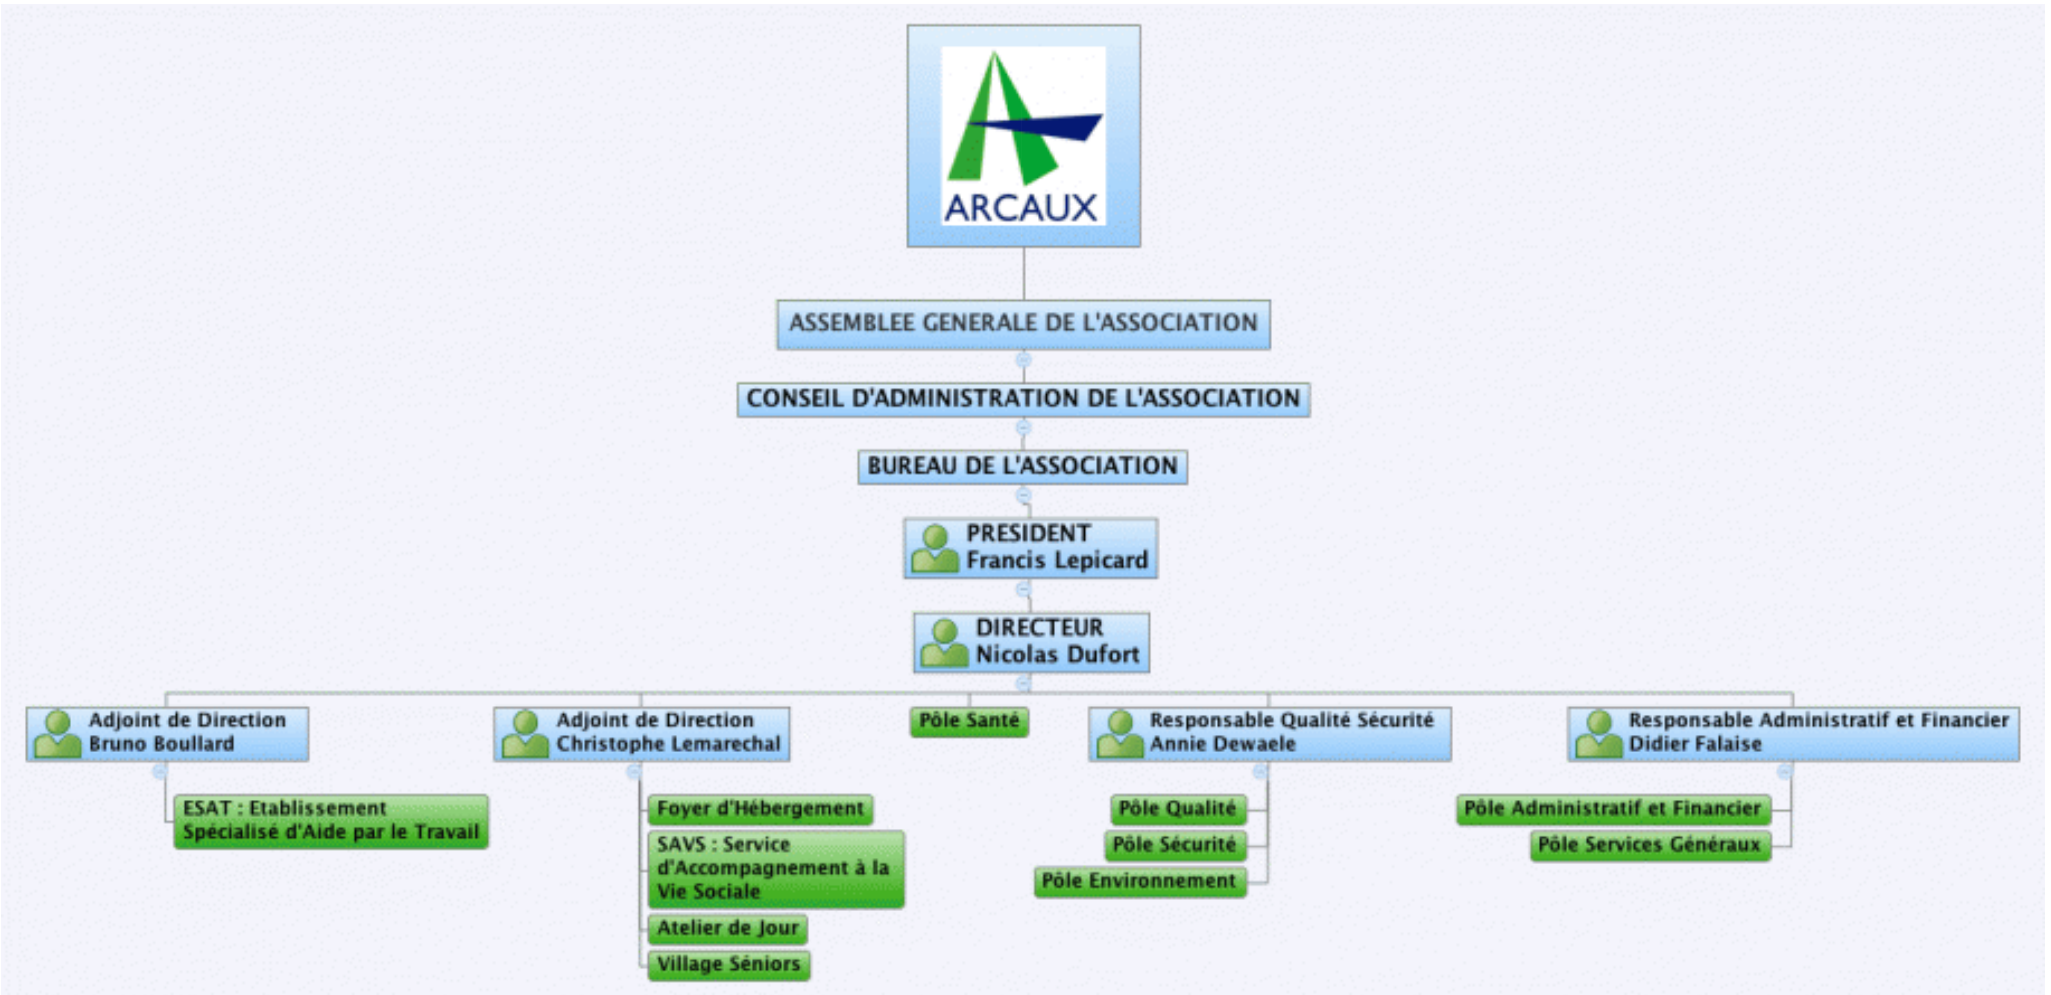 ARCAUX
ASSEMBLEE GENERALE DE L'ASSOCIATION
CONSEIL D'ADMINISTRATION DE L'ASSOCIATION
BUREAU DE L'ASSOCIATION
PRESIDENT
Francis Lepicard
DIRECTEUR
Nicolas Dufort
Adjoint de Direction
Bruno Boullard
ESAT : Etablissement
Spécialisé d'Aide par le Travail
Adjoint de Direction
Christophe Lemarechal
Foyer d'Hébergement
SAVS : Service
d'Accompagnement à la
Vie Sociale
Atelier de Jour
Village Séniors
Pôle Santé
Responsable Qualité Sécurité
Annie Dewaele
Pôle Qualité
Pôle Sécurité
Pôle Environnement
Responsable Administratif et Financier
Didier Falaise
Pôle Administratif et Financier
Pôle Services Généraux